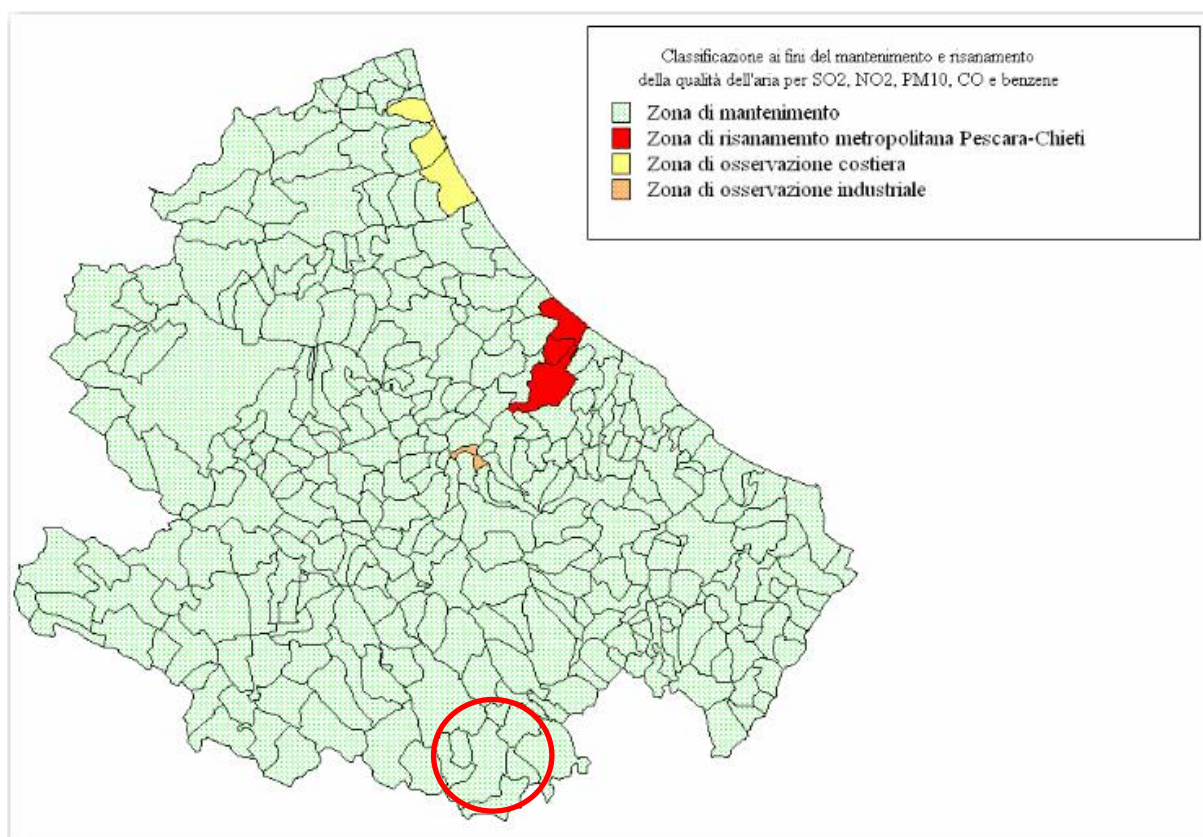 Classificazione ai fini del mantenimento e risanamento
della qualità dell'aria per SO2, NO2, PM10, CO e benzene
Zona di mantenimento
Zona di risanamemto metropolitana Pescara-Chieti
Zona di osservazione costiera
Zona di osservazione industriale